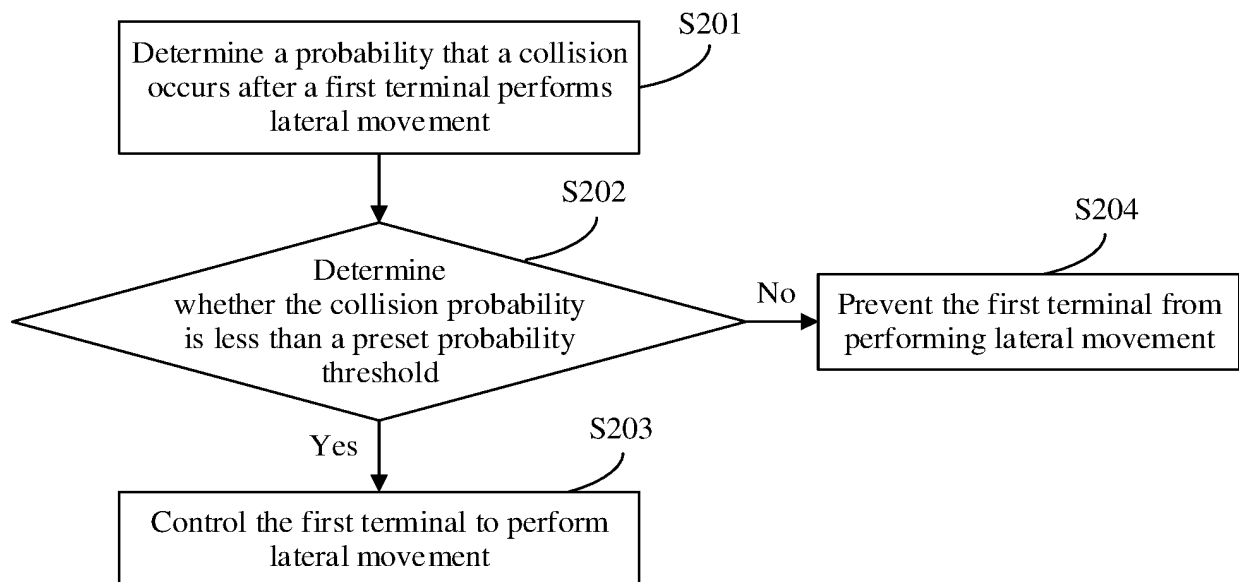 S201
Determine a probability that a collision
occurs after a first terminal performs
lateral movement
S202
Determine
whether the collision probability
is less than a preset probability
threshold
No
S204
Prevent the first terminal from
performing lateral movement
Yes
S203
Control the first terminal to perform
lateral movement